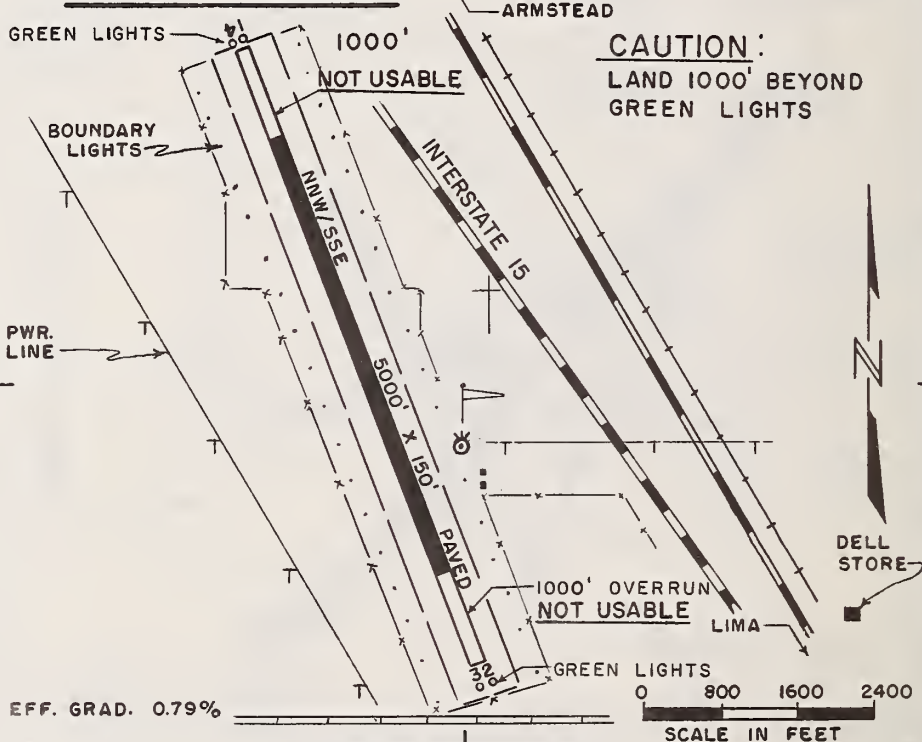 ARMSTEAD
GREEN LIGHTS
14
1000'
NOT USABLE
CAUTION:
LAND 1000' BEYOND
GREEN LIGHTS
BOUNDARY
LIGHTS
INTERSTATE 15
NNW/SSE
T
T
PWR.
LINE
N
5000' X 150'
T
T
T
T
PAVED
T
DELL
STORE
1000' OVERRUN
NOT USABLE
LIMA
32
GREEN LIGHTS
T
EFF. GRAD. 0.79%
0 800 1600 2400
SCALE IN FEET